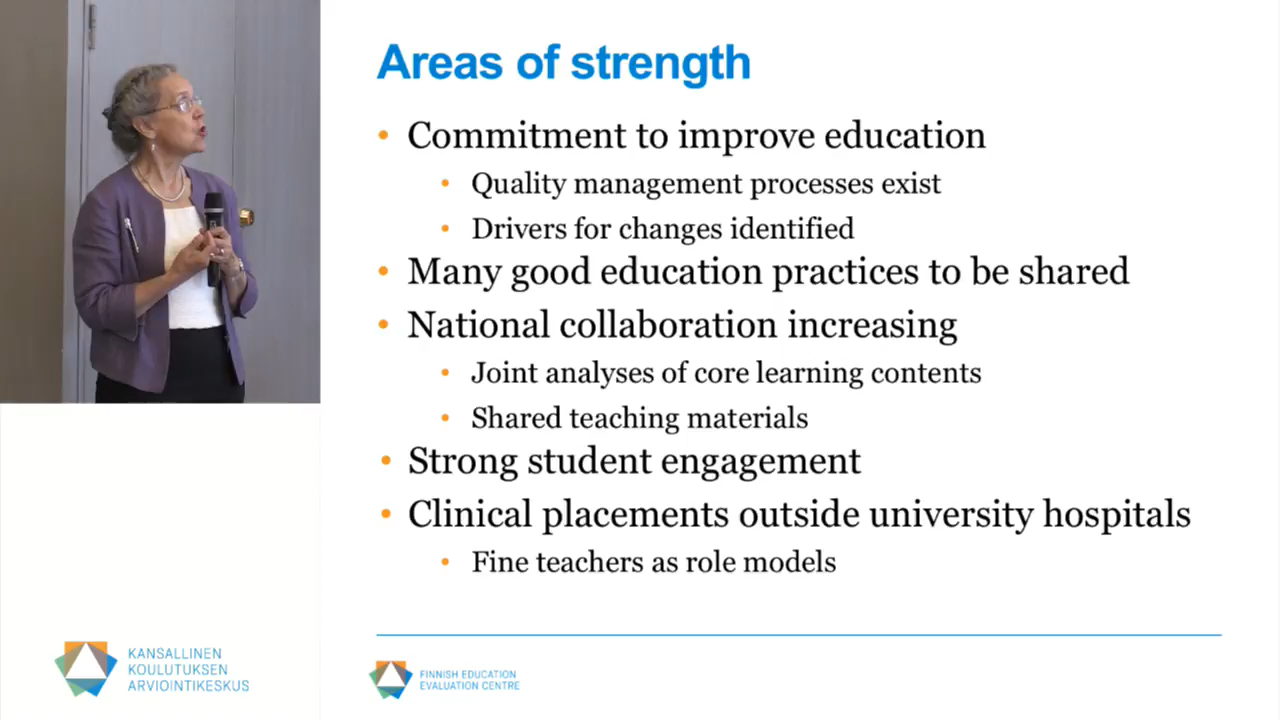 Areas of strength
• Commitment to improve education
• Quality management processes exist
• Drivers for changes identified
• Many good education practices to be shared
• National collaboration increasing
• Joint analyses of core learning contents
• Shared teaching materials
• Strong student engagement
• Clinical placements outside university hospitals
• Fine teachers as role models
KANSALLINEN
KOULUTUKSEN
ARVIOINTIKESKUS
FINNISH EDUCATION
EVALUATION CENTRE